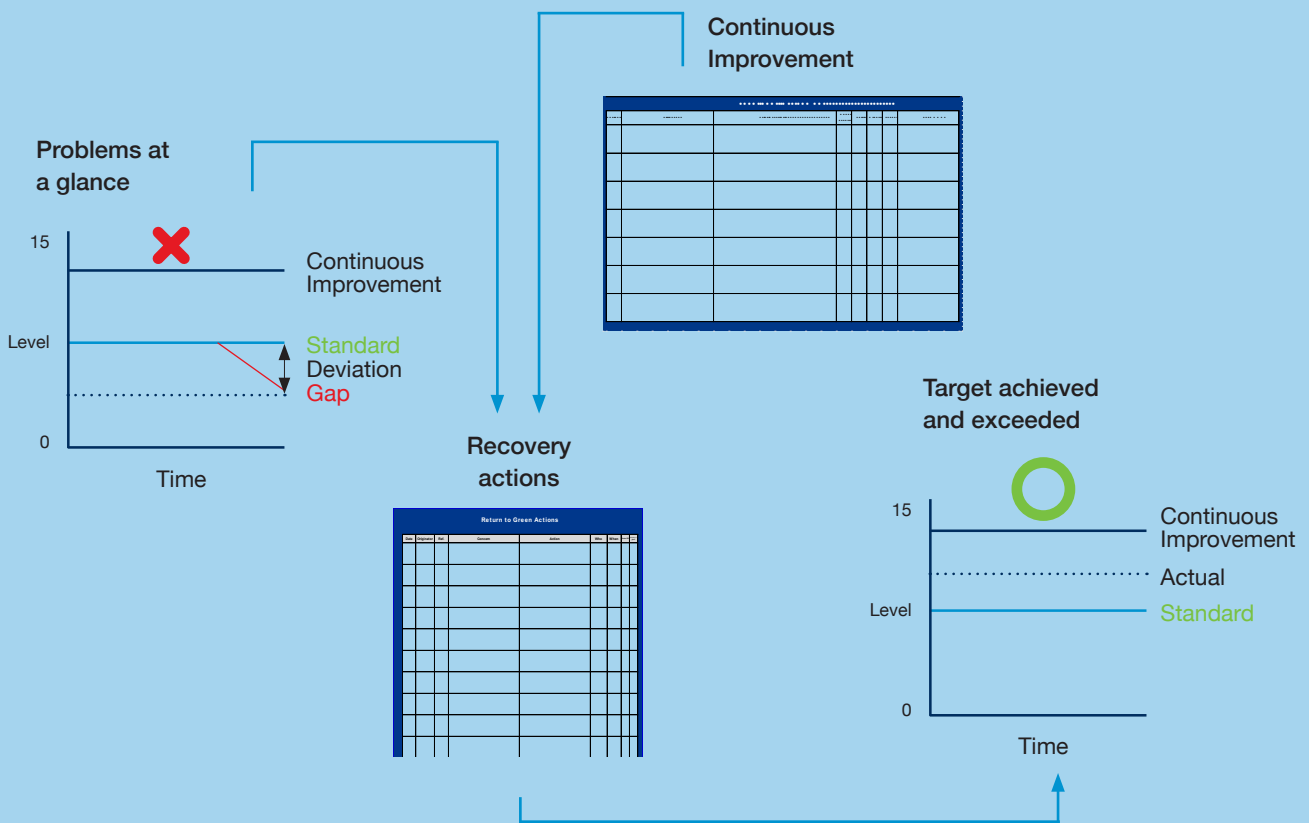 Continuous
Improvement
Problems at
a glance
15
Continuous
Improvement
Level
Standard
Deviation
Gap
0
Time
Recovery
actions
Return to Green Actions
Date Originator Ref: Concern Action Who When
Target achieved
and exceeded
15
Continuous
Improvement
Actual
Level
Standard
0
Time